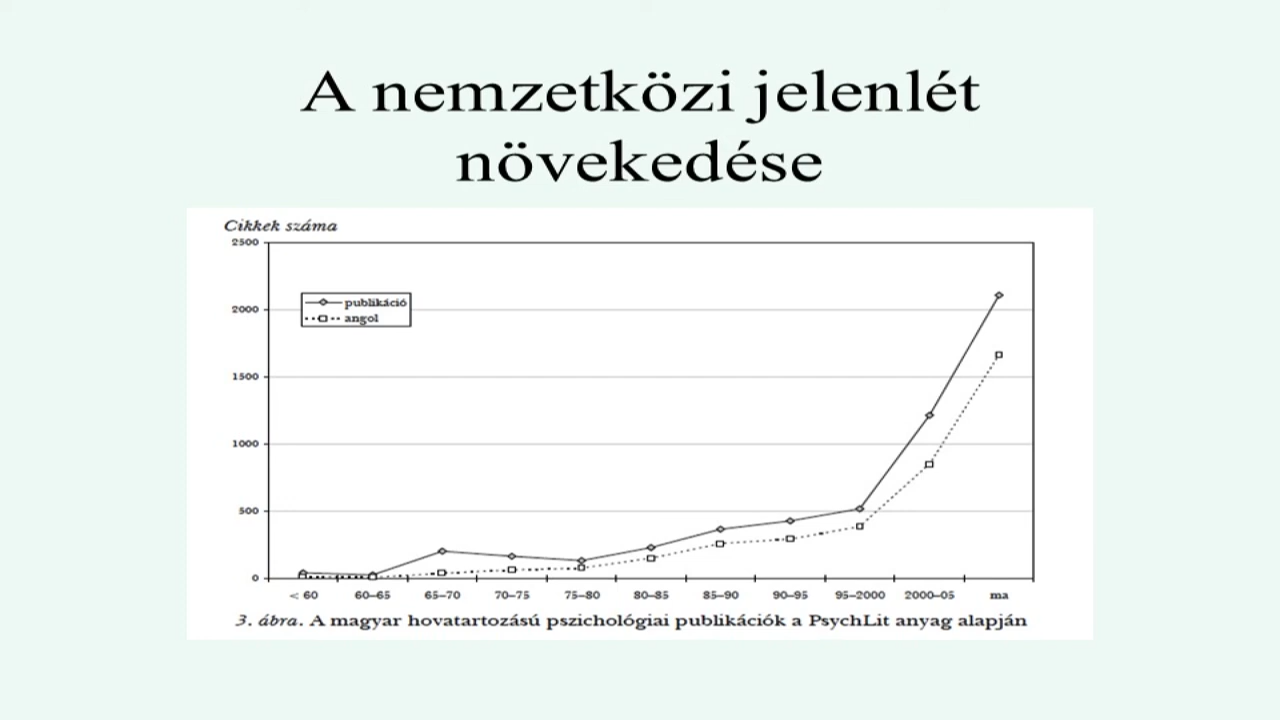 A nemzetközi jelenlét
növekedése
Cikkek száma
2500
2000
1500
1000
500
0
publikáció
angol
< 60 60–65 65–70 70–75 75–80 80–85 85–90 90–95 95–2000 2000–05 ma
3. ábra. A magyar hovatartozású pszichológiai publikációk a PsychLit anyag alapján